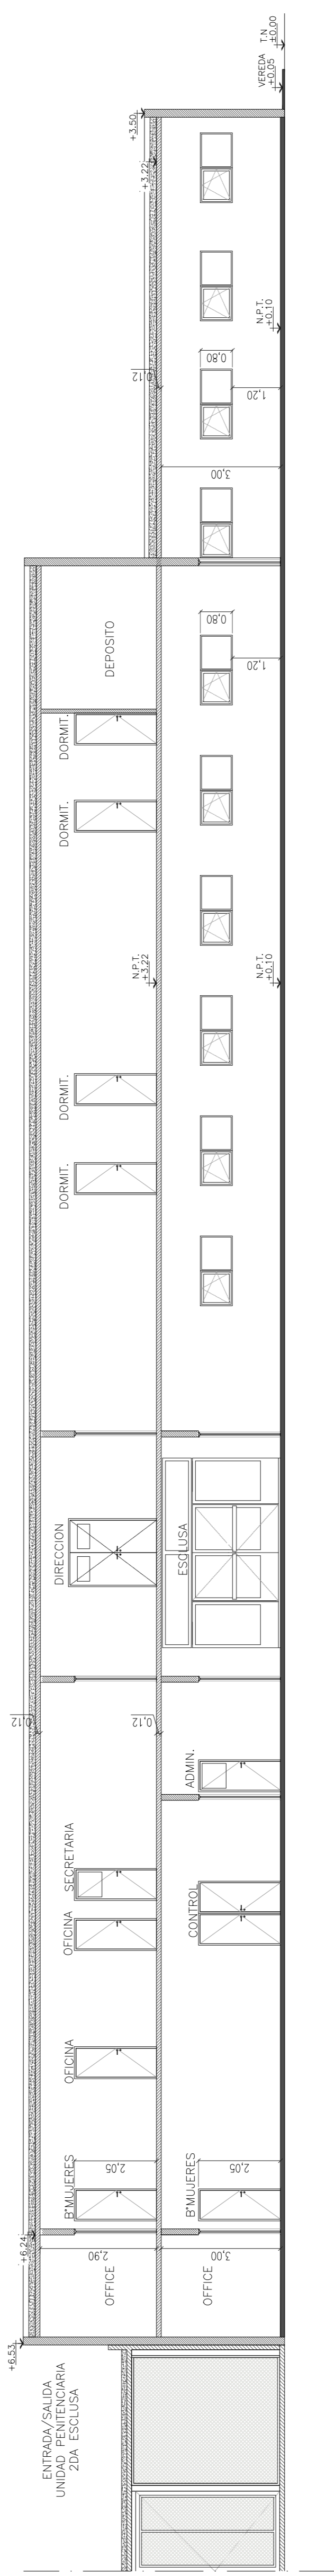 +6.53
+6.24
ENTRADA/SALIDA
UNIDAD PENITENCIARIA
2DA ESCLUSA
0,12
B°MUJERES
OFICINA
OFICINA
SECRETARIA
DIRECCION
DORMIT.
DORMIT.
DORMIT.
DORMIT.
DEPOSITO
OFFICE
2,90
2,05
N.P.T.
+3.22
+3.50
+3.22
0,12
0,12
B°MUJERES
CONTROL
ADMIN.
ESCLUSA
OFFICE
3,00
2,05
0,80
1,20
3,00
0,80
1,20
N.P.T.
+0.10
N.P.T.
+0.10
VEREDA
+0.05
T.N
±0.00